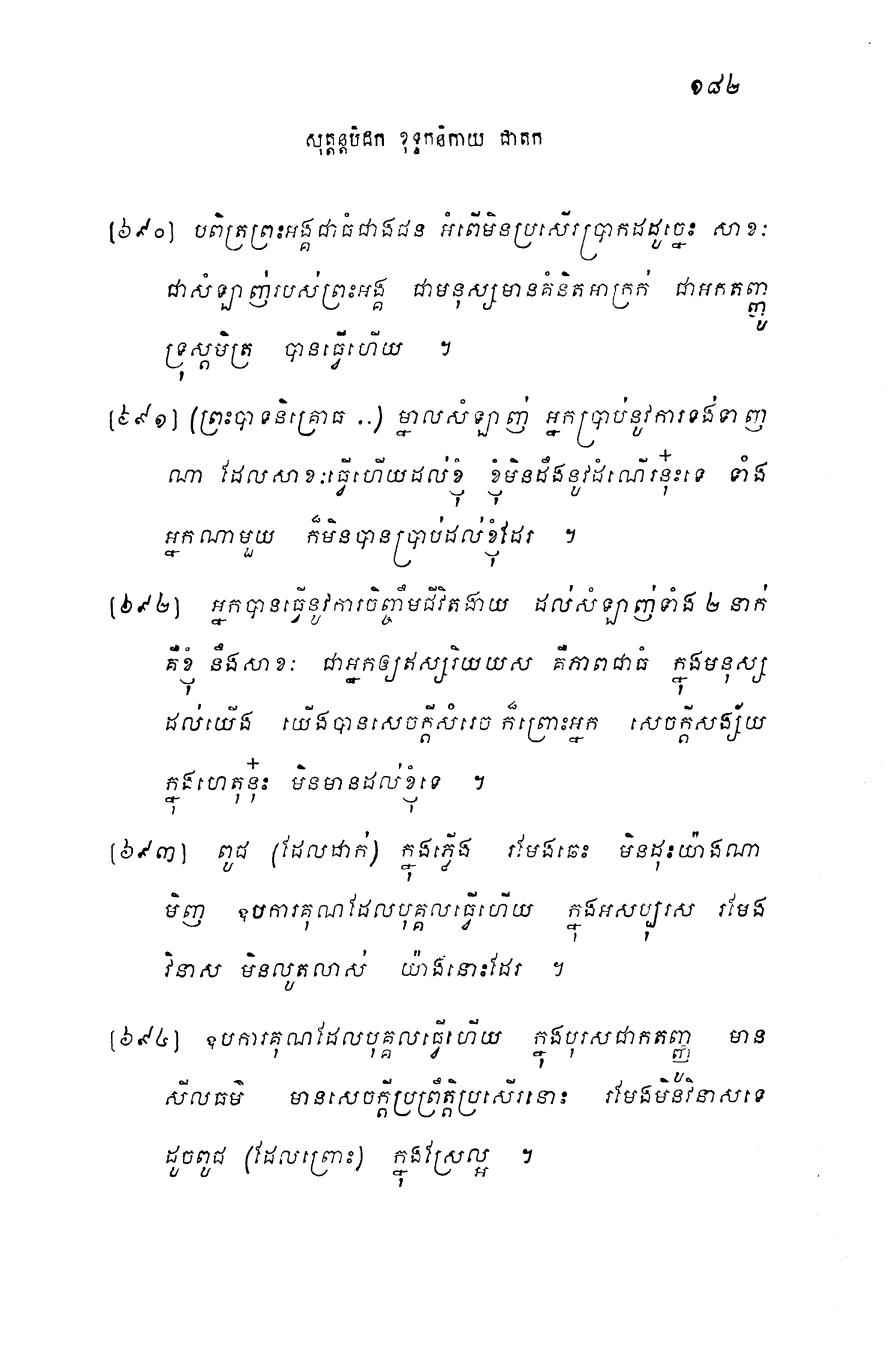 ១៨២
សុត្តន្តបិដក ខុទ្ទកនិកាយ ជាតក
[៦៩០] បពិត្រព្រះអង្គជាធំជាងជន អំពើមិនប្រសើរប្រាកដដូច្នេះ សាខៈ
ជាសំឡាញ់របស់ព្រះអង្គ ជាមនុស្សមានគំនិតអាក្រក់ ជាអកតញ្ញូ
ទ្រុស្តមិត្រ បានធ្វើហើយ ។
[៦៩១] (ព្រះបាទនិគ្រោធ ..) ម្នាលសំឡាញ់ អ្នកប្រាប់នូវការទង់ទាញ
ណា ដែលសាខៈធ្វើហើយដល់ខ្ញុំ ខ្ញុំមិនដឹងនូវដំណើរនុ៎ះទេ ទាំង
អ្នកណាមួយ ក៏មិនបានប្រាប់ដល់ខ្ញុំដែរ ។
[៦៩២] អ្នកបានធ្វើនូវការចិញ្ចឹមជីវិតងាយ ដល់សំឡាញ់ទាំង ២ នាក់
គឺខ្ញុំ នឹងសាខៈ ជាអ្នកឲ្យឥស្សរិយយស គឺភាពជាធំ ក្នុងមនុស្ស
ដល់យើង យើងបានសេចក្តីសំរេច ក៏ព្រោះអ្នក សេចក្តីសង្ស័យ
ក្នុងហេតុនុ៎ះ មិនមានដល់ខ្ញុំទេ ។
[៦៩៣] ពូជ (ដែលដាក់) ក្នុងភ្លើង រមែងឆេះ មិនដុះយ៉ាងណា
មិញ ឧបការគុណដែលបុគ្គលធ្វើហើយ ក្នុងអសប្បុរស រមែង
វិនាស មិនលូតលាស់ យ៉ាងនោះដែរ ។
[៦៩៤] ឧបការគុណដែលបុគ្គលធ្វើហើយ ក្នុងបុរសជាកតញ្ញូ មាន
សីលធម៌ មានសេចក្តីប្រព្រឹត្តិប្រសើរនោះ រមែងមិនវិនាសទេ
ដូចពូជ (ដែលព្រោះ) ក្នុងស្រែល្អ ។